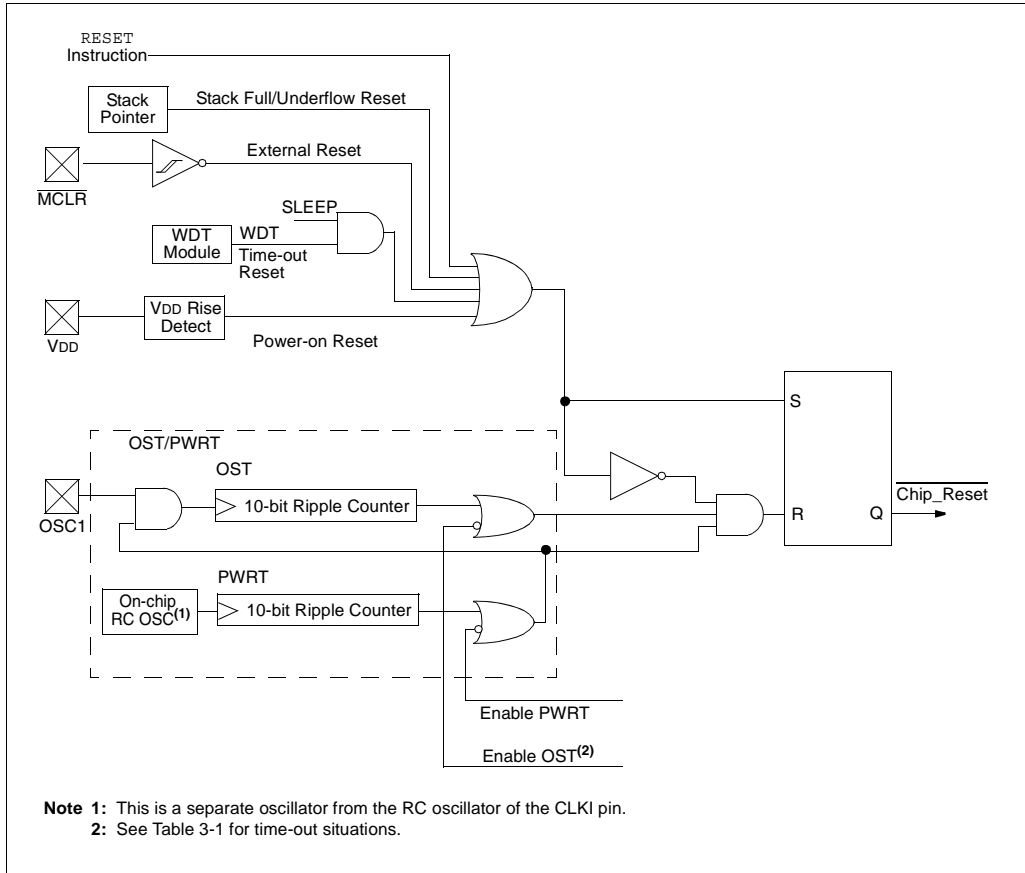 RESET
Instruction
Stack
Pointer
Stack Full/Underflow Reset
External Reset
MCLR
SLEEP
WDT
Module
WDT
Time-out
Reset
VDD Rise
Detect
VDD
Power-on Reset
S
OST/PWRT
OST
OSC1
10-bit Ripple Counter
Chip_Reset
R
Q
PWRT
On-chip
RC OSC(1)
10-bit Ripple Counter
Enable PWRT
Enable OST(2)
Note 1: This is a separate oscillator from the RC oscillator of the CLKI pin.
2: See Table 3-1 for time-out situations.